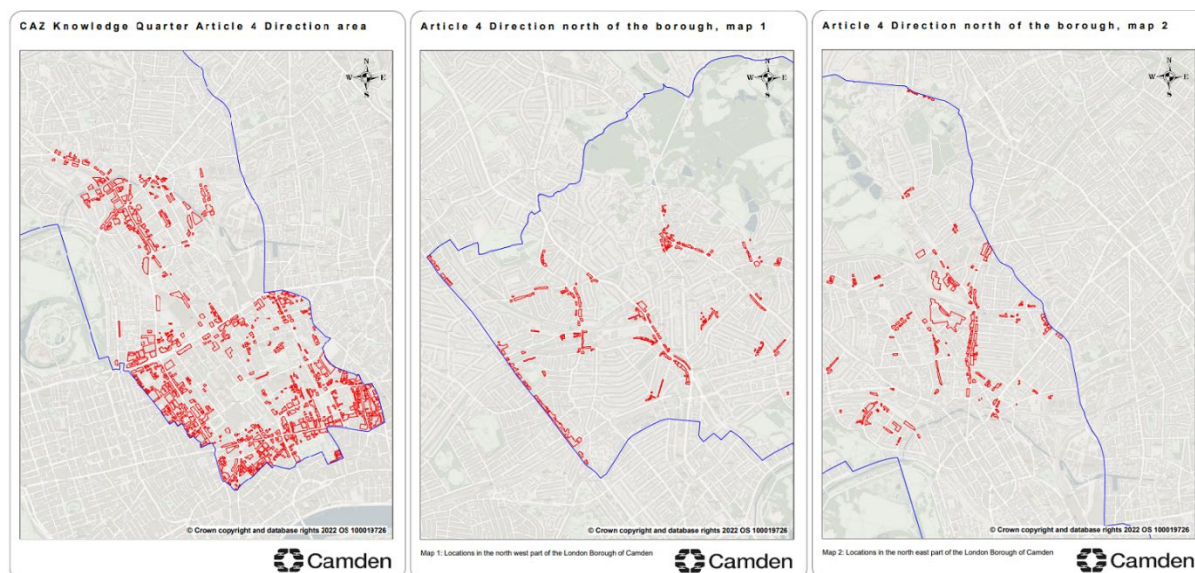 CAZ Knowledge Quarter Article 4 Direction area
N
W E
S
© Crown copyright and database rights 2022 OS 100019726
Camden
Article 4 Direction north of the borough, map 1
N
W E
S
© Crown copyright and database rights 2022 OS 100019726
Map 1: Locations in the north west part of the London Borough of Camden
Camden
Article 4 Direction north of the borough, map 2
N
W E
S
© Crown copyright and database rights 2022 OS 100019726
Map 2: Locations in the north east part of the London Borough of Camden
Camden